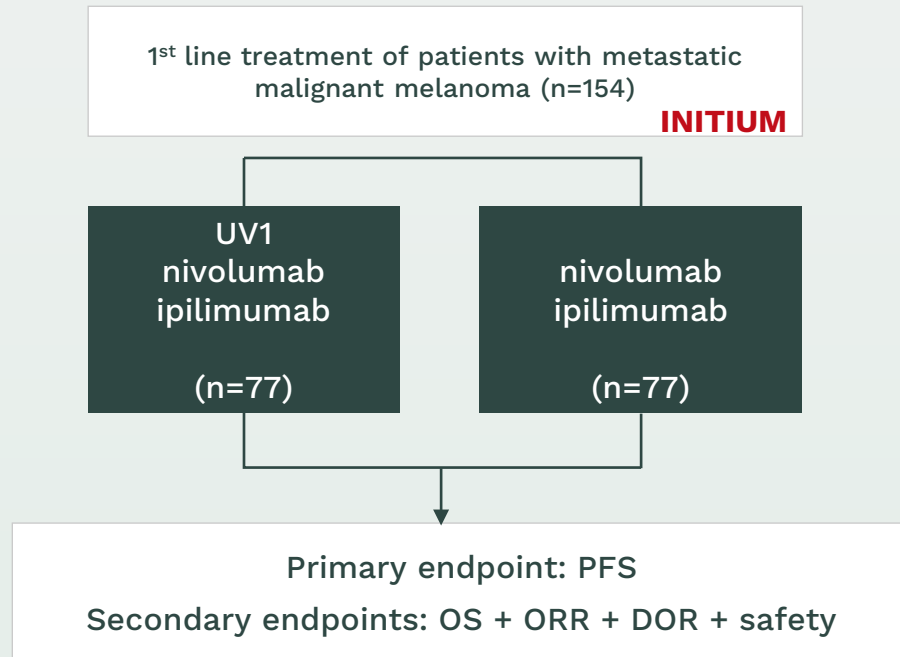 1st line treatment of patients with metastatic
malignant melanoma (n=154)
INITIUM
UV1
nivolumab
ipilimumab
(n=77)
nivolumab
ipilimumab
(n=77)
Primary endpoint: PFS
Secondary endpoints: OS + ORR + DOR + safety